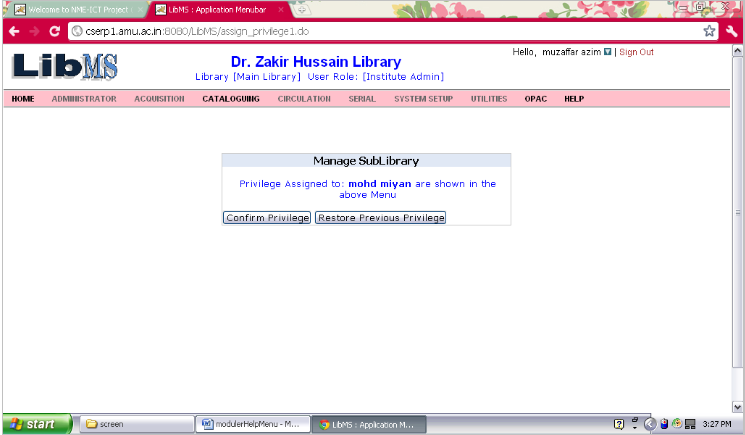 Welcome to NME-ICT Project :
LibMS : Application Menubar
cserp1.amu.ac.in:8080/LibMS/assign_privilege1.do
Hello, muzaffar azim | Sign Out
LibMS
Dr. Zakir Hussain Library
Library [Main Library] User Role: [Institute Admin]
HOME ADMINISTRATOR ACQUISITION CATALOGUING CIRCULATION SERIAL SYSTEM SETUP UTILITIES OPAC HELP
Manage SubLibrary
Privilege Assigned to: mohd miyan are shown in the
above Menu
Confirm Privilege Restore Previous Privilege
start screen modulerHelpMenu - M... LibMS : Application M... 3:27 PM